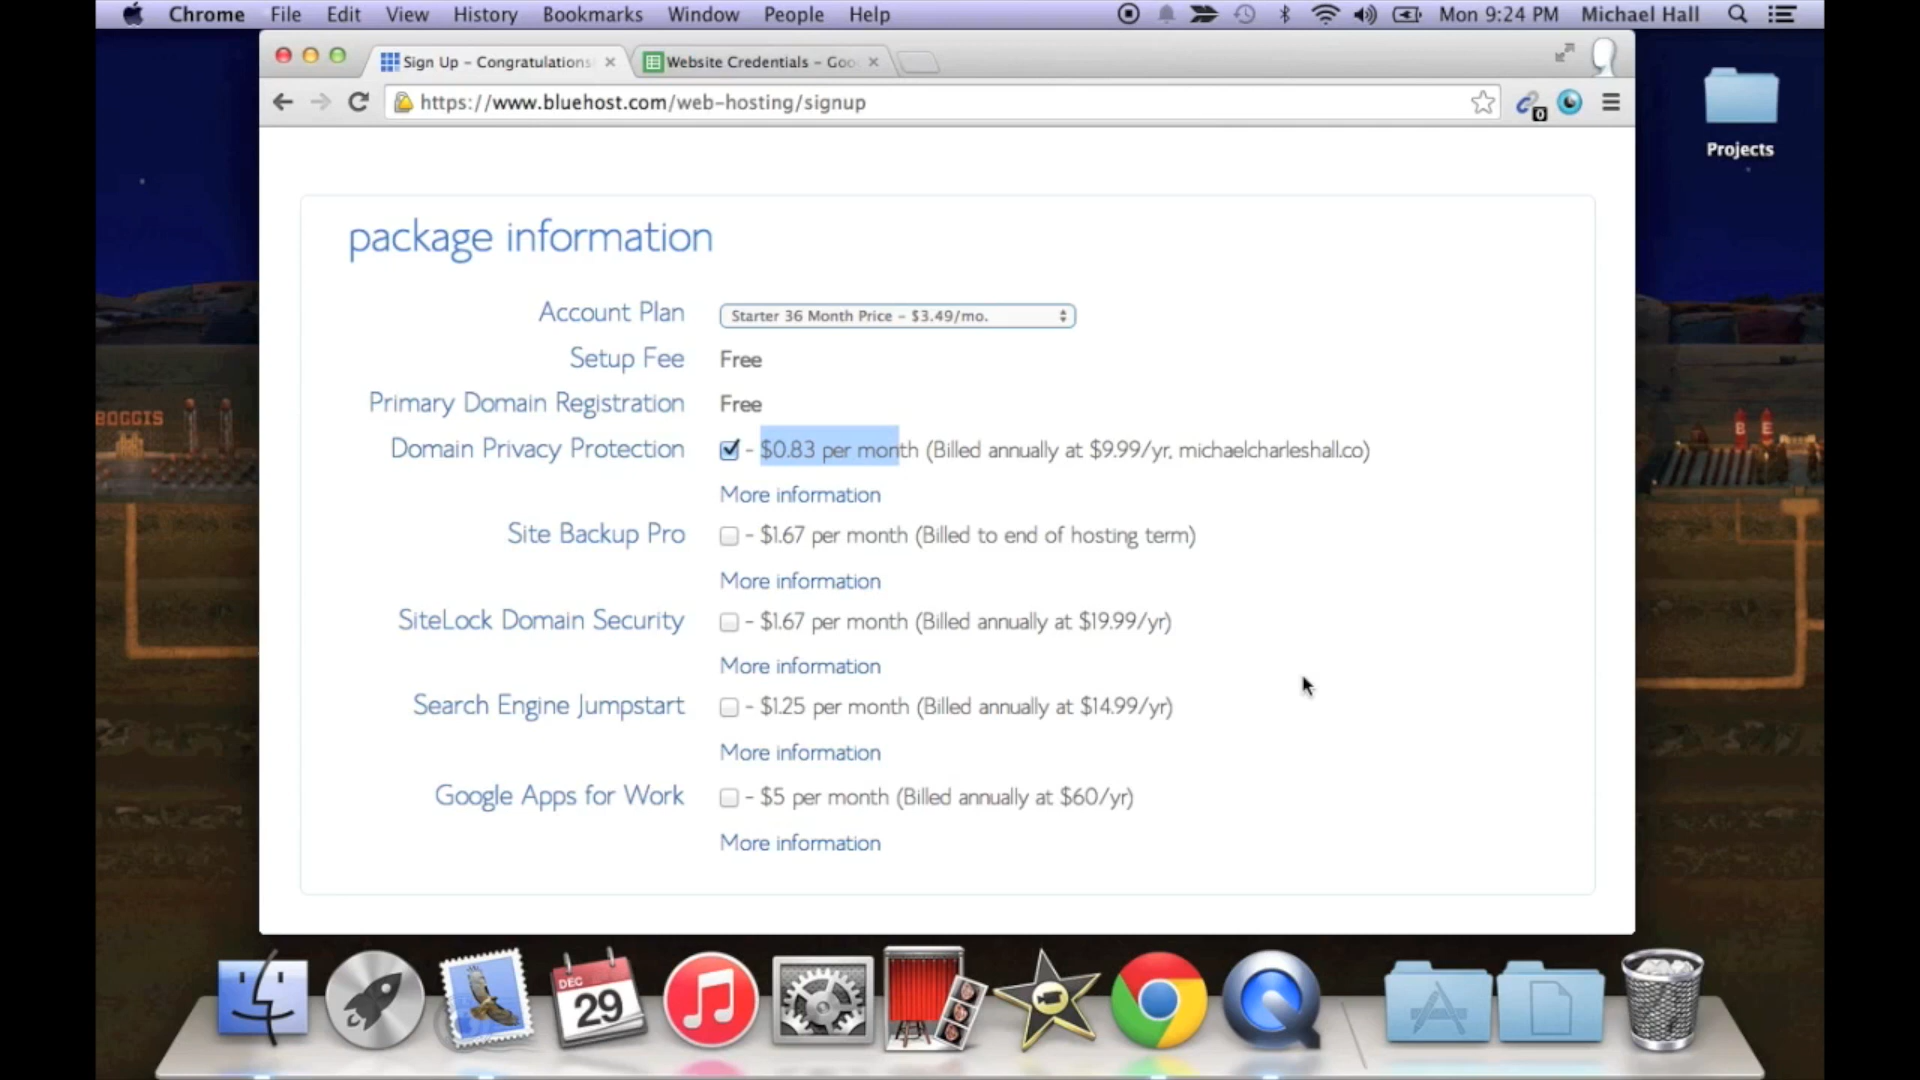 Chrome File Edit View History Bookmarks Window People Help Mon 9:24 PM Michael Hall
Sign Up – Congratulations
Website Credentials – Goo
https://www.bluehost.com/web-hosting/signup
0
Projects
package information
Account Plan Starter 36 Month Price – $3.49/mo.
Setup Fee Free
Primary Domain Registration Free
Domain Privacy Protection - $0.83 per month (Billed annually at $9.99/yr, michaelcharleshall.co)
More information
Site Backup Pro - $1.67 per month (Billed to end of hosting term)
More information
SiteLock Domain Security - $1.67 per month (Billed annually at $19.99/yr)
More information
Search Engine Jumpstart - $1.25 per month (Billed annually at $14.99/yr)
More information
Google Apps for Work - $5 per month (Billed annually at $60/yr)
More information
BOGGIS
B E
DEC
29